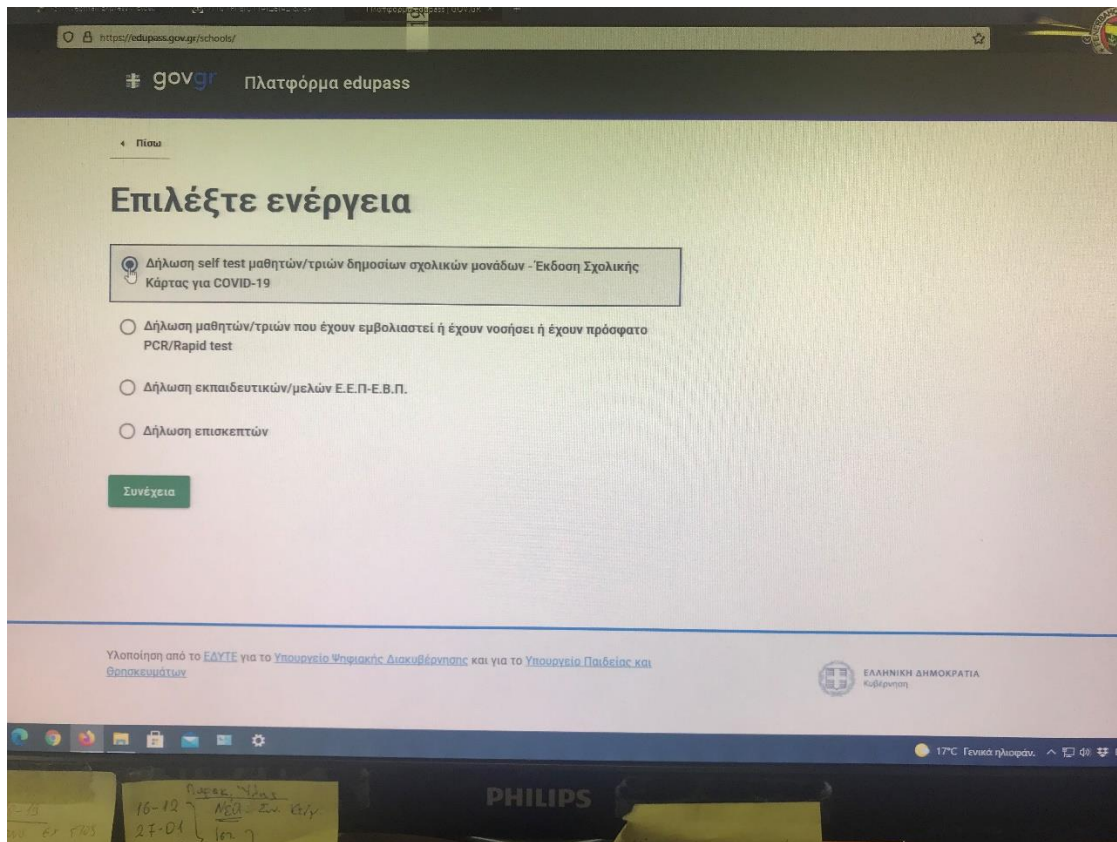 https://edupass.gov.gr/schools/
govgr Πλατφόρμα edupass
Πίσω
Επιλέξτε ενέργεια
Δήλωση self test μαθητών/τριών δημοσίων σχολικών μονάδων - Έκδοση Σχολικής
Κάρτας για COVID-19
Δήλωση μαθητών/τριών που έχουν εμβολιαστεί ή έχουν νοσήσει ή έχουν πρόσφατο
PCR/Rapid test
Δήλωση εκπαιδευτικών/μελών Ε.Ε.Π-Ε.Β.Π.
Δήλωση επισκεπτών
Συνέχεια
Υλοποίηση από το ΕΔΥΤΕ για το Υπουργείο Ψηφιακής Διακυβέρνησης και για το Υπουργείο Παιδείας και
Θρησκευμάτων
ΕΛΛΗΝΙΚΗ ΔΗΜΟΚΡΑΤΙΑ
Κυβέρνηση
17°C Γενικά ηλιοφάν.
PHILIPS
16-12
27-01